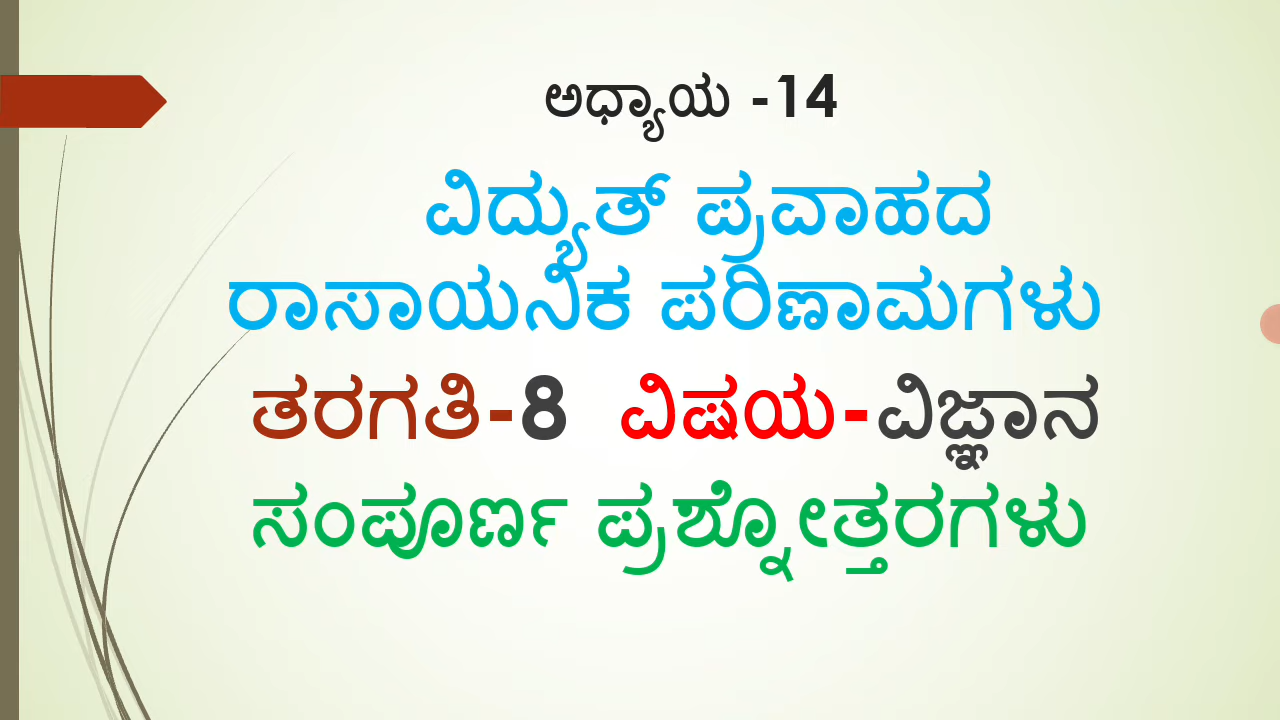 ಅಧ್ಯಾಯ -14
ವಿದ್ಯುತ್ ಪ್ರವಾಹದ
ರಾಸಾಯನಿಕ ಪರಿಣಾಮಗಳು
ತರಗತಿ-8 ವಿಷಯ-ವಿಜ್ಞಾನ
ಸಂಪೂರ್ಣ ಪ್ರಶ್ನೋತ್ತರಗಳು